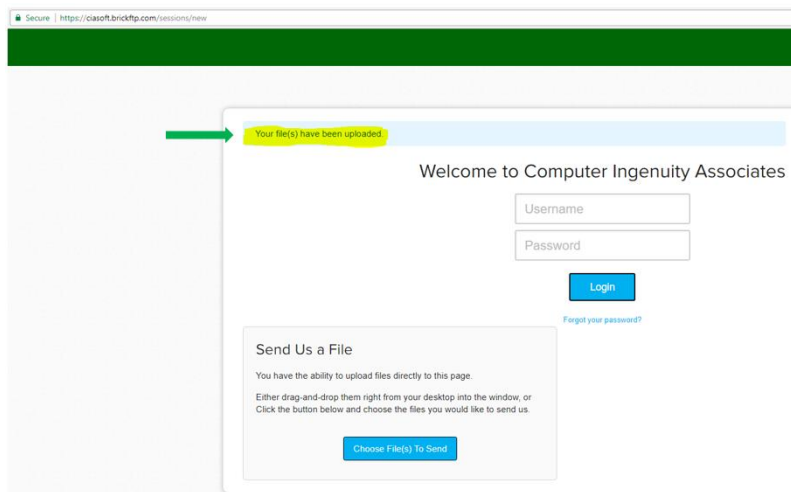 Secure | https://ciasoft.brickftp.com/sessions/new
Your file(s) have been uploaded.
Welcome to Computer Ingenuity Associates
Username
Password
Login
Forgot your password?
Send Us a File
You have the ability to upload files directly to this page.
Either drag-and-drop them right from your desktop into the window, or
Click the button below and choose the files you would like to send us.
Choose File(s) To Send